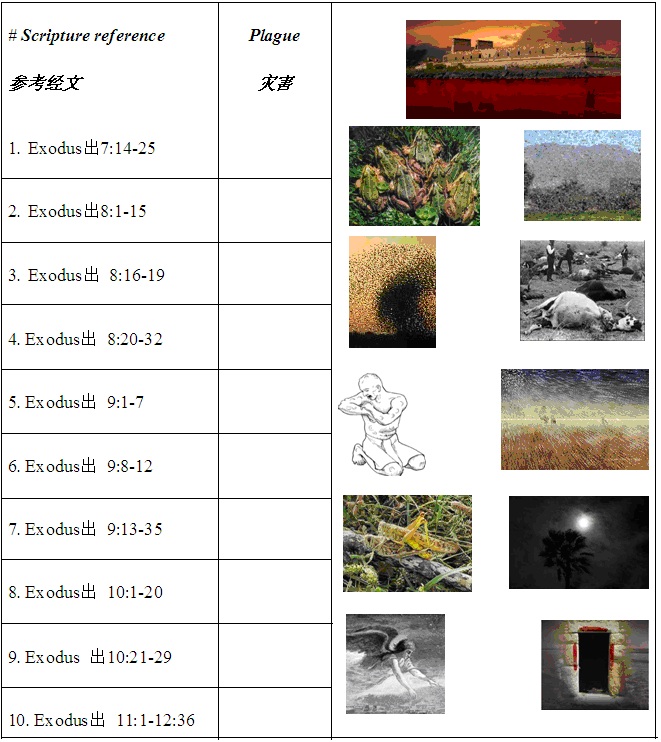 # Scripture reference
参考经文
Plague
灾害
1. Exodus出7:14-25
2. Exodus出8:1-15
3. Exodus出 8:16-19
4. Exodus出 8:20-32
5. Exodus出 9:1-7
6. Exodus出 9:8-12
7. Exodus出 9:13-35
8. Exodus出 10:1-20
9. Exodus 出10:21-29
10. Exodus出 11:1-12:36